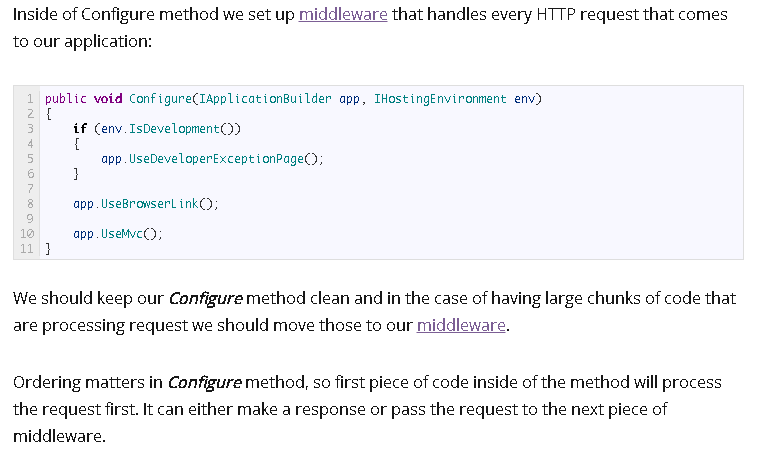 Inside of Configure method we set up middleware that handles every HTTP request that comes
to our application:
1 public void Configure(IApplicationBuilder app, IHostingEnvironment env)
2 {
3     if (env.IsDevelopment())
4     {
5         app.UseDeveloperExceptionPage();
6     }
7
8     app.UseBrowserLink();
9
10     app.UseMvc();
11 }
We should keep our Configure method clean and in the case of having large chunks of code that
are processing request we should move those to our middleware.
Ordering matters in Configure method, so first piece of code inside of the method will process
the request first. It can either make a response or pass the request to the next piece of
middleware.